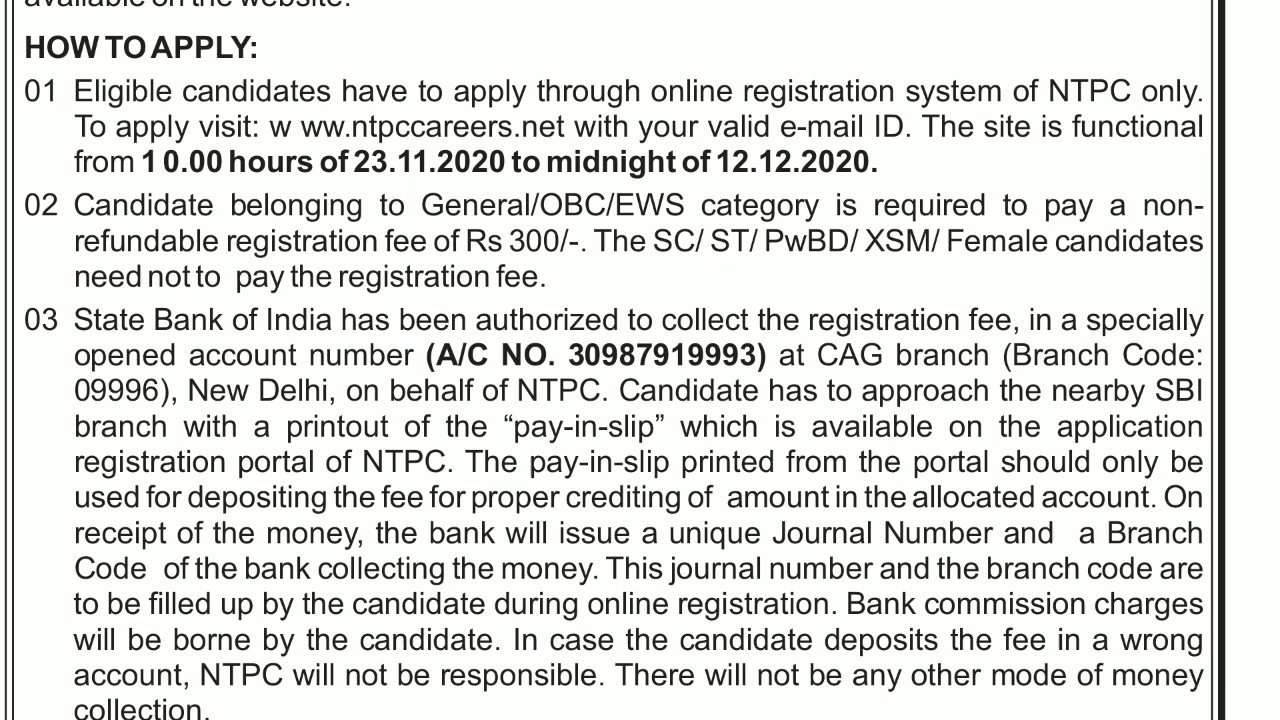 available on the website.
HOW TO APPLY:
01 Eligible candidates have to apply through online registration system of NTPC only.
To apply visit: w ww.ntpccareers.net with your valid e-mail ID. The site is functional
from 1 0.00 hours of 23.11.2020 to midnight of 12.12.2020.
02 Candidate belonging to General/OBC/EWS category is required to pay a non-
refundable registration fee of Rs 300/-. The SC/ ST/ PwBD/ XSM/ Female candidates
need not to pay the registration fee.
03 State Bank of India has been authorized to collect the registration fee, in a specially
opened account number (A/C NO. 30987919993) at CAG branch (Branch Code:
09996), New Delhi, on behalf of NTPC. Candidate has to approach the nearby SBI
branch with a printout of the “pay-in-slip” which is available on the application
registration portal of NTPC. The pay-in-slip printed from the portal should only be
used for depositing the fee for proper crediting of amount in the allocated account. On
receipt of the money, the bank will issue a unique Journal Number and a Branch
Code of the bank collecting the money. This journal number and the branch code are
to be filled up by the candidate during online registration. Bank commission charges
will be borne by the candidate. In case the candidate deposits the fee in a wrong
account, NTPC will not be responsible. There will not be any other mode of money
collection.